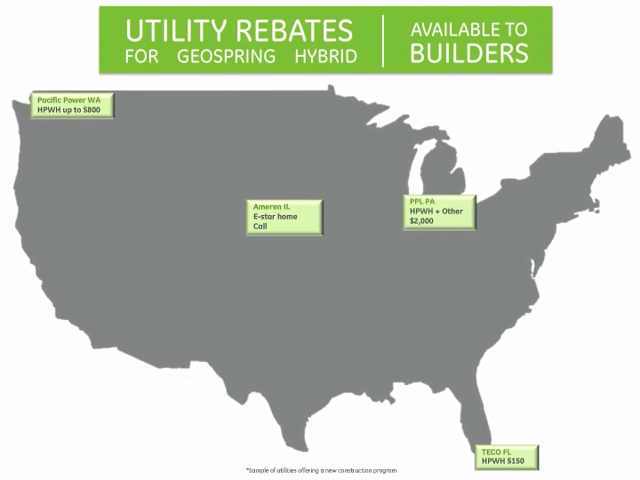 UTILITY REBATES
FOR GEOSPRING HYBRID
AVAILABLE TO
BUILDERS
Pacific Power WA
HPWH up to $800
Ameren IL
E-star home
Call
PPL PA
HPWH + Other
$2,000
TECO FL
HPWH $150
*Sample of utilities offering a new construction program